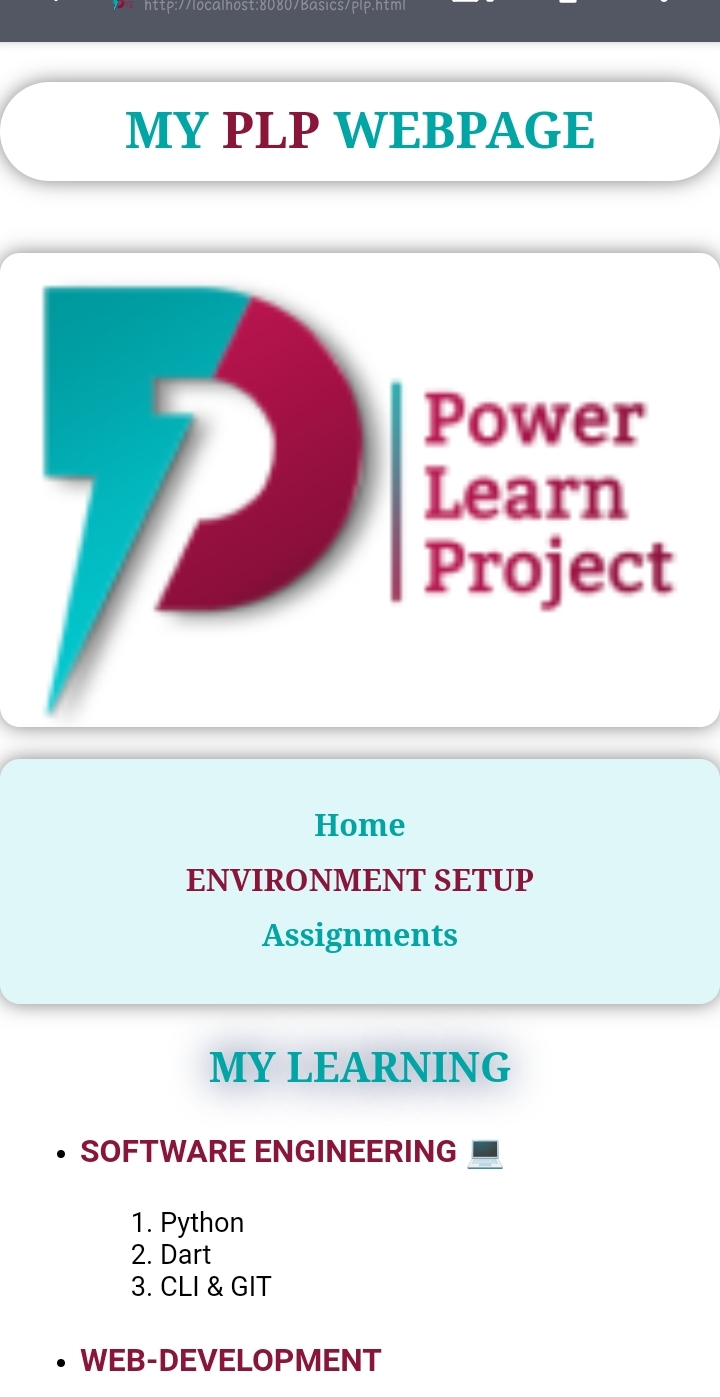 http://localhost:8080/Basics/plp.html
MY PLP WEBPAGE
Power
Learn
Project
Home
ENVIRONMENT SETUP
Assignments
MY LEARNING
• SOFTWARE ENGINEERING 💻
1. Python
2. Dart
3. CLI & GIT
• WEB-DEVELOPMENT